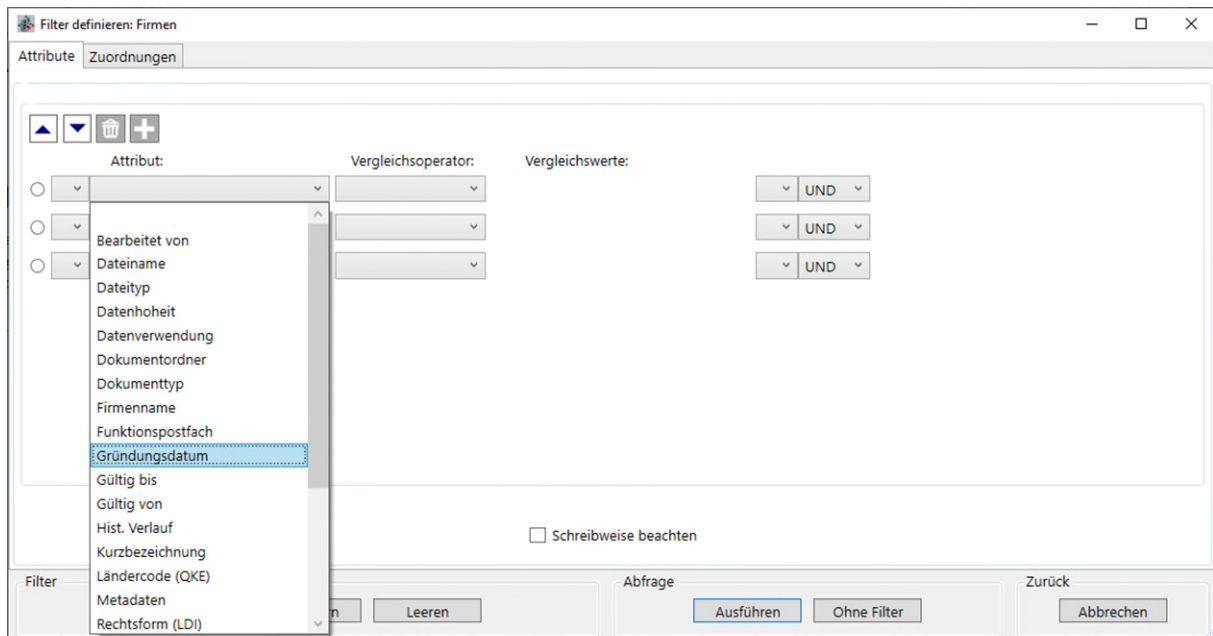 Filter definieren: Firmen
Attribute Zuordnungen
Attribut: Vergleichsoperator: Vergleichswerte:
UND
UND
UND
Bearbeitet von
Dateiname
Dateityp
Datenhoheit
Datenverwendung
Dokumentordner
Dokumenttyp
Firmenname
Funktionspostfach
Gründungsdatum
Gültig bis
Gültig von
Hist. Verlauf
Kurzbezeichnung
Ländercode (QKE)
Metadaten
Rechtsform (LDI)
Schreibweise beachten
Filter Abfrage Zurück
Leeren Ausführen Ohne Filter Abbrechen